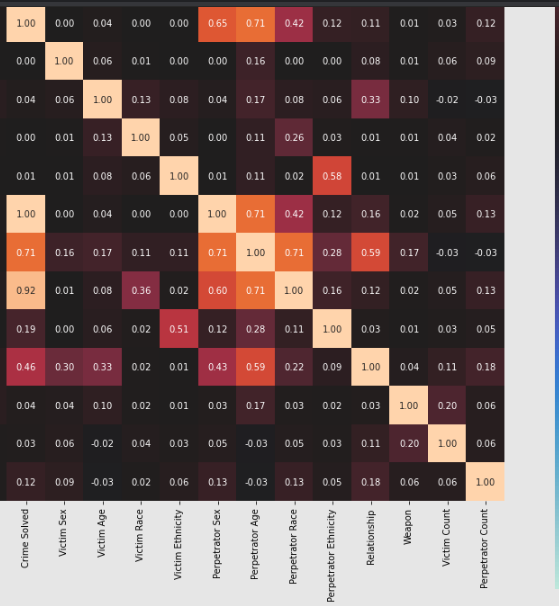 1.00 0.00 0.04 0.00 0.00 0.65 0.71 0.42 0.12 0.11 0.01 0.03 0.12
0.00 1.00 0.06 0.01 0.00 0.00 0.16 0.00 0.00 0.08 0.01 0.06 0.09
0.04 0.06 1.00 0.13 0.08 0.04 0.17 0.08 0.06 0.33 0.10 -0.02 -0.03
0.00 0.01 0.13 1.00 0.05 0.00 0.11 0.26 0.03 0.01 0.01 0.04 0.02
0.01 0.01 0.08 0.06 1.00 0.01 0.11 0.02 0.58 0.01 0.01 0.03 0.06
1.00 0.00 0.04 0.00 0.00 1.00 0.71 0.42 0.12 0.16 0.02 0.05 0.13
0.71 0.16 0.17 0.11 0.11 0.71 1.00 0.71 0.28 0.59 0.17 -0.03 -0.03
0.92 0.01 0.08 0.36 0.02 0.60 0.71 1.00 0.16 0.12 0.02 0.05 0.13
0.19 0.00 0.06 0.02 0.51 0.12 0.28 0.11 1.00 0.03 0.01 0.03 0.05
0.46 0.30 0.33 0.02 0.01 0.43 0.59 0.22 0.09 1.00 0.04 0.11 0.18
0.04 0.04 0.10 0.02 0.01 0.03 0.17 0.03 0.02 0.03 1.00 0.20 0.06
0.03 0.06 -0.02 0.04 0.03 0.05 -0.03 0.05 0.03 0.11 0.20 1.00 0.06
0.12 0.09 -0.03 0.02 0.06 0.13 -0.03 0.13 0.05 0.18 0.06 0.06 1.00
Crime Solved
Victim Sex
Victim Age
Victim Race
Victim Ethnicity
Perpetrator Sex
Perpetrator Age
Perpetrator Race
Perpetrator Ethnicity
Relationship
Weapon
Victim Count
Perpetrator Count